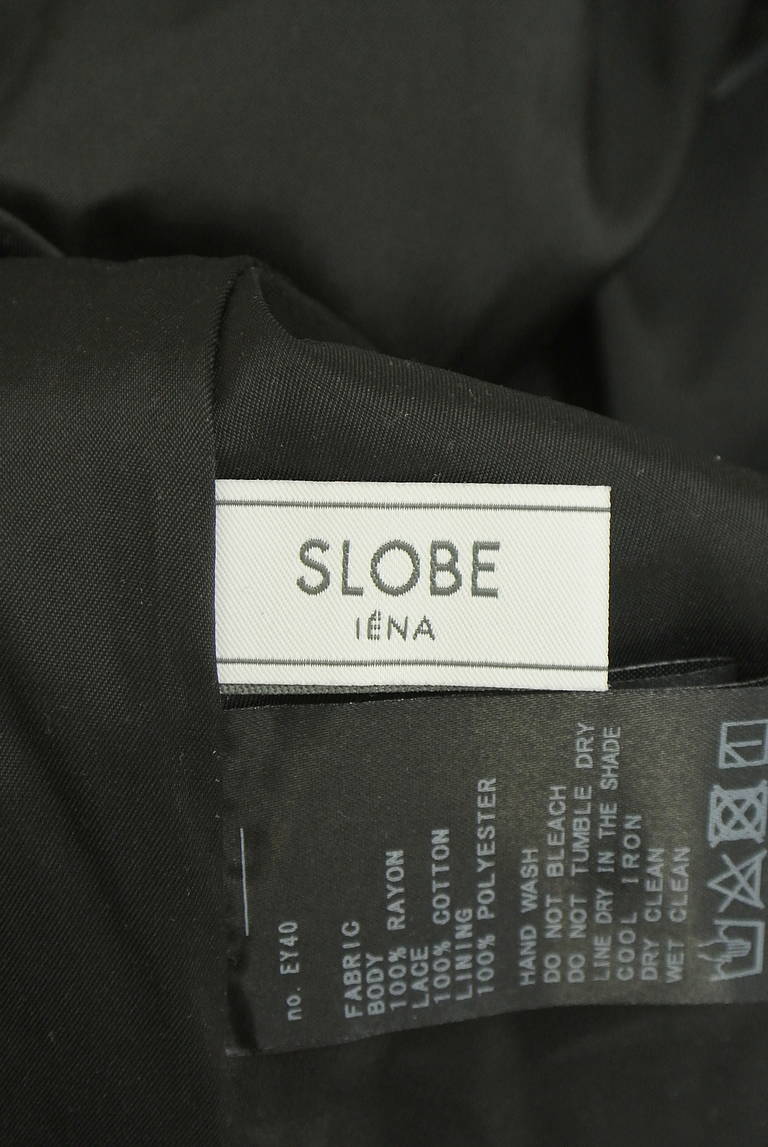 SLOBE
IÉNA
no. EY40
FABRIC
BODY
100% RAYON
LACE
100% COTTON
LINING
100% POLYESTER
HAND WASH
DO NOT BLEACH
DO NOT TUMBLE DRY
LINE DRY IN THE SHADE
COOL IRON
DRY CLEAN
WET CLEAN